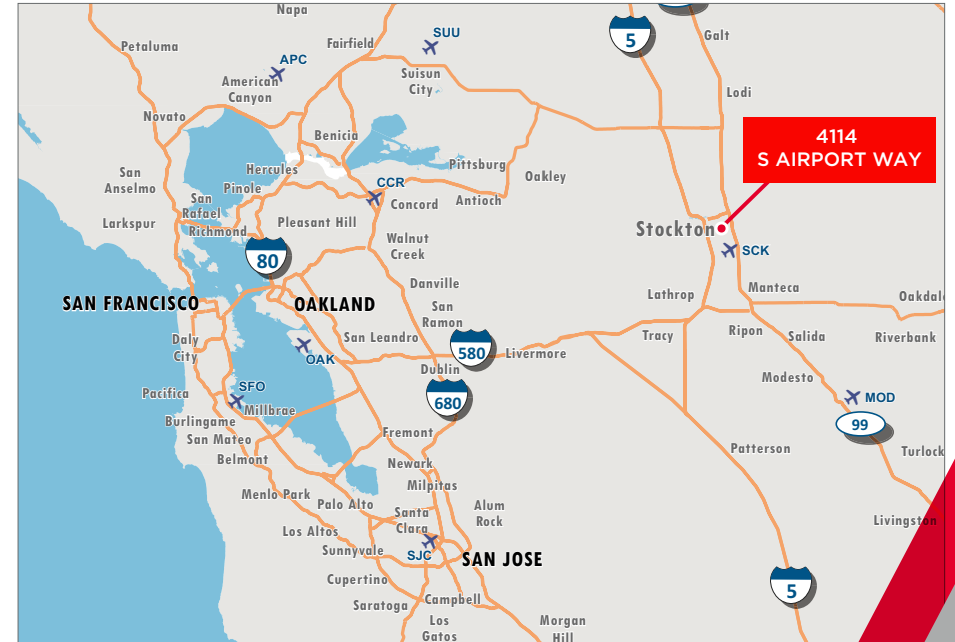 Napa
Petaluma
Fairfield
SUU
5
Galt
APC
American
Canyon
Suisun
City
Lodi
Novato
Benicia
4114
S AIRPORT WAY
San
Anselmo
Hercules
Pittsburg
Oakley
Pinole
CCR
San
Rafael
Concord
Antioch
Larkspur
Richmond
Pleasant Hill
Stockton
Walnut
Creek
SCK
80
Danville
Lathrop
Manteca
Oakdal
SAN FRANCISCO
OAKLAND
San
Ramon
Daly
City
San Leandro
580
Livermore
Tracy
Ripon
Salida
Riverbank
OAK
Dublin
Modesto
Pacifica
SFO
Millbrae
680
MOD
Burlingame
99
San Mateo
Fremont
Belmont
Patterson
Turlock
Newark
Milpitas
Menlo Park
Palo Alto
Alum
Rock
Santa
Clara
Livingston
Los Altos
Sunnyvale
SJC
SAN JOSE
Cupertino
5
Saratoga
Campbell
Los
Gatos
Morgan
Hill